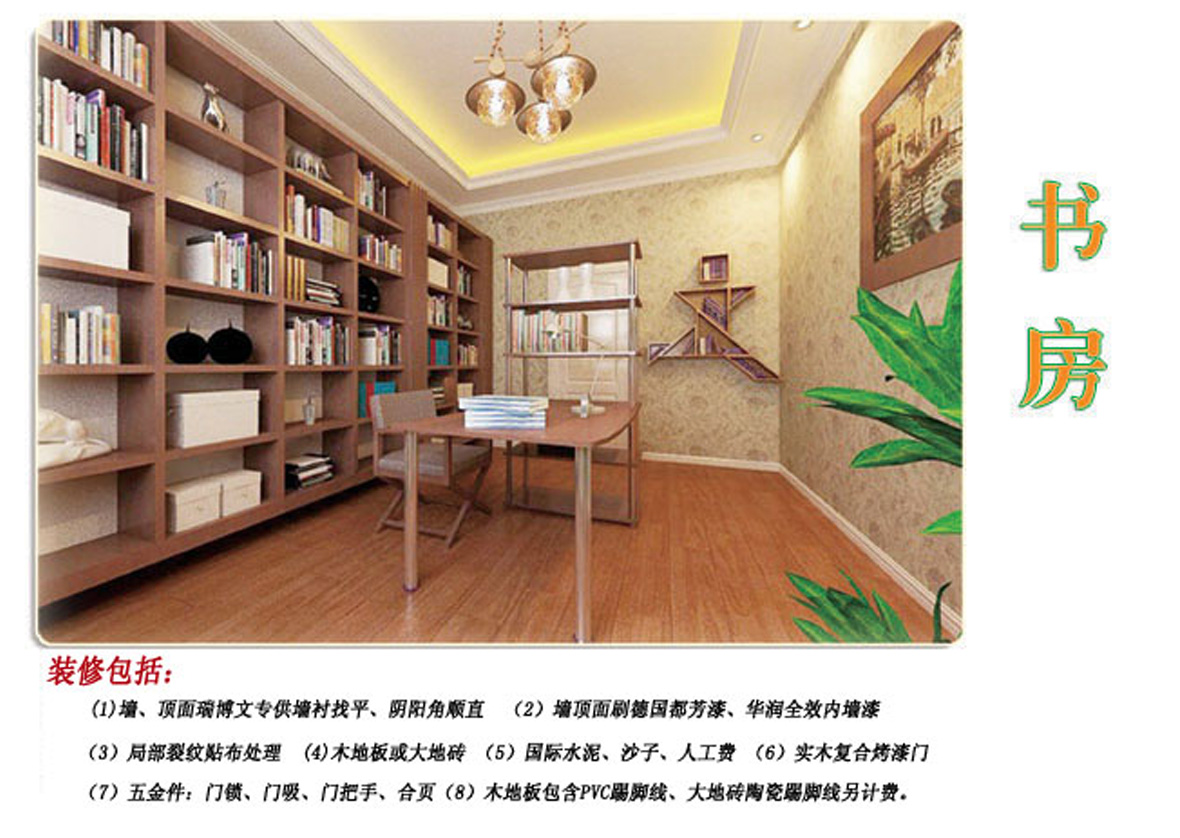 书房
装修包括：
(1)墙、顶面瑞博文专供墙衬找平、阴阳角顺直 （2）墙顶面刷德国都芳漆、华润全效内墙漆
（3）局部裂纹贴布处理 (4)木地板或大地砖 （5）国际水泥、沙子、人工费 （6）实木复合烤漆门
（7）五金件：门锁、门吸、门把手、合页（8）木地板包含PVC踢脚线、大地砖陶瓷踢脚线另计费。